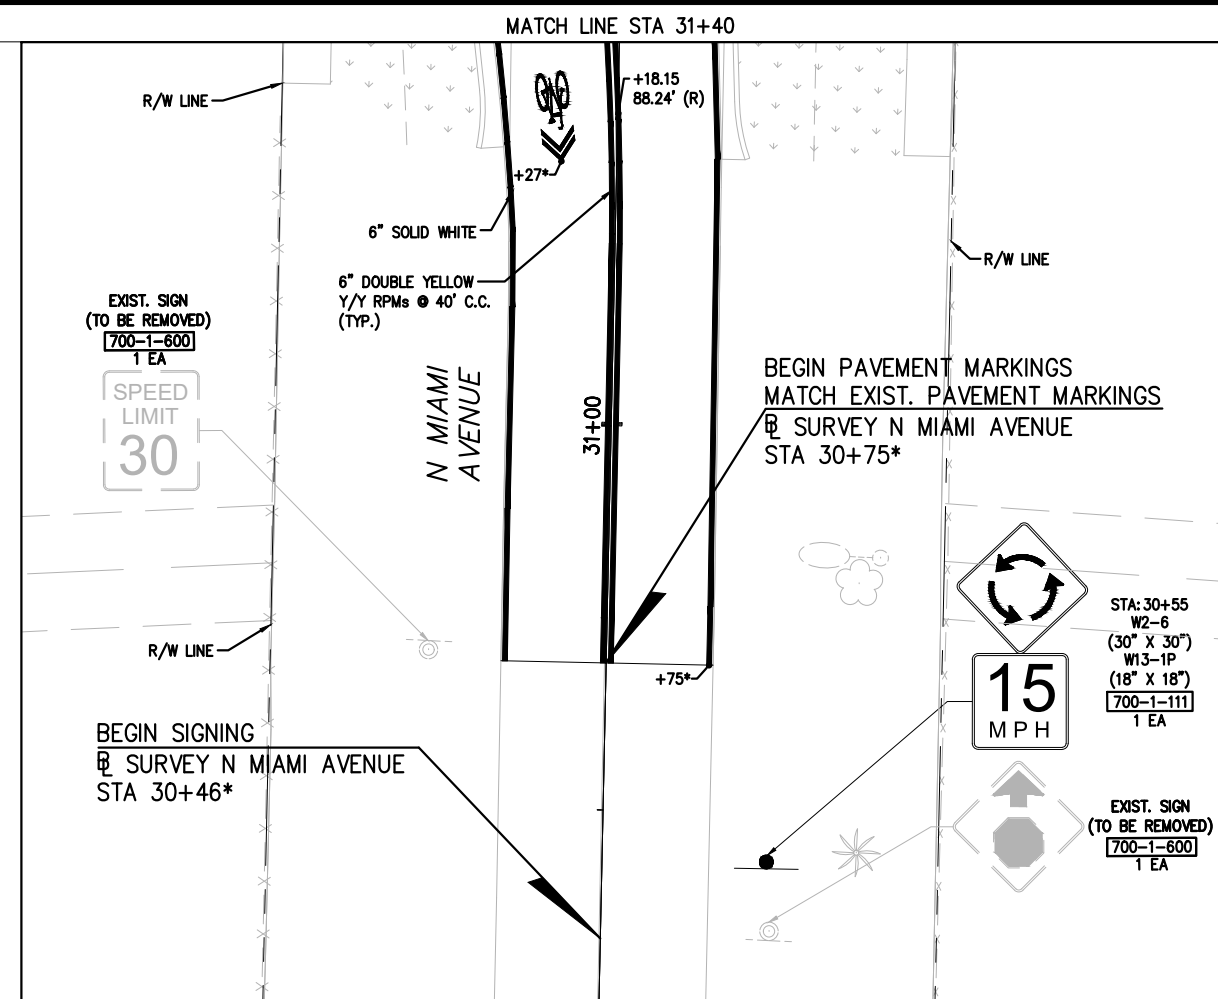 MATCH LINE STA 31+40
R/W LINE
+18.15
88.24' (R)
+27*
6" SOLID WHITE
6" DOUBLE YELLOW
Y/Y RPMs @ 40' C.C.
(TYP.)
R/W LINE
EXIST. SIGN
(TO BE REMOVED)
700-1-600
1 EA
SPEED
LIMIT
30
N MIAMI
AVENUE
31+00
BEGIN PAVEMENT MARKINGS
MATCH EXIST. PAVEMENT MARKINGS
BL SURVEY N MIAMI AVENUE
STA 30+75*
R/W LINE
+75*
STA:30+55
W2-6
(30" X 30")
W13-1P
(18" X 18")
700-1-111
1 EA
15
MPH
BEGIN SIGNING
BL SURVEY N MIAMI AVENUE
STA 30+46*
EXIST. SIGN
(TO BE REMOVED)
700-1-600
1 EA